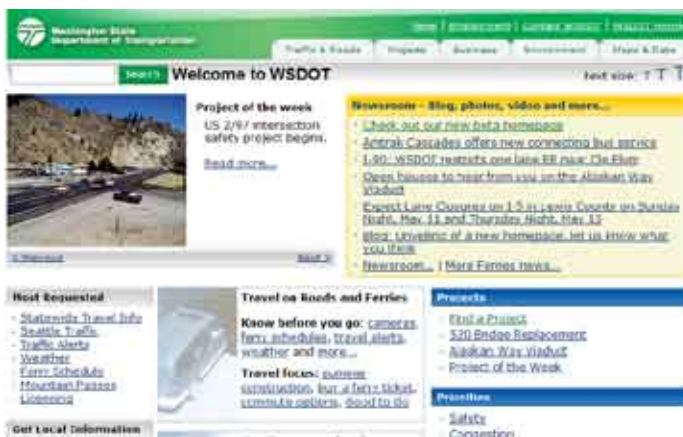 Washington State
Department of Transportation
Traffic & Roads
Projects
Business
Environment
Maps & Data
Search
Welcome to WSDOT
text size: T T T
Project of the week
US 2/97 intersection
safety project begins.
Read more...
< Previous
Next >
Newsroom - Blog, photos, video and more...
Check out our new beta homepage
Amtrak Cascades offers new connecting bus service
I-90: WSDOT restricts one lane EB near Cle Elum
Open houses to hear from you on the Alaskan Way
Viaduct
Expect Lane Closures on I-5 in Lewis County on Sunday
Night, May 11 and Thursday Night, May 15
Blog: Unveiling of a new homepage, let us know what
you think
Newsroom... | More Ferries news...
Most Requested
Statewide Travel Info
Seattle Traffic
Traffic Alerts
Weather
Ferry Schedule
Mountain Passes
Licensing
Get Local Information
Travel on Roads and Ferries
Know before you go: cameras,
ferry schedules, travel alerts,
weather and more...
Travel focus: summer
construction, buy a ferry ticket,
commute options, Good to Go
Projects
Find a Project
520 Bridge Replacement
Alaskan Way Viaduct
Project of the Week
Priorities
Safety
Congestion